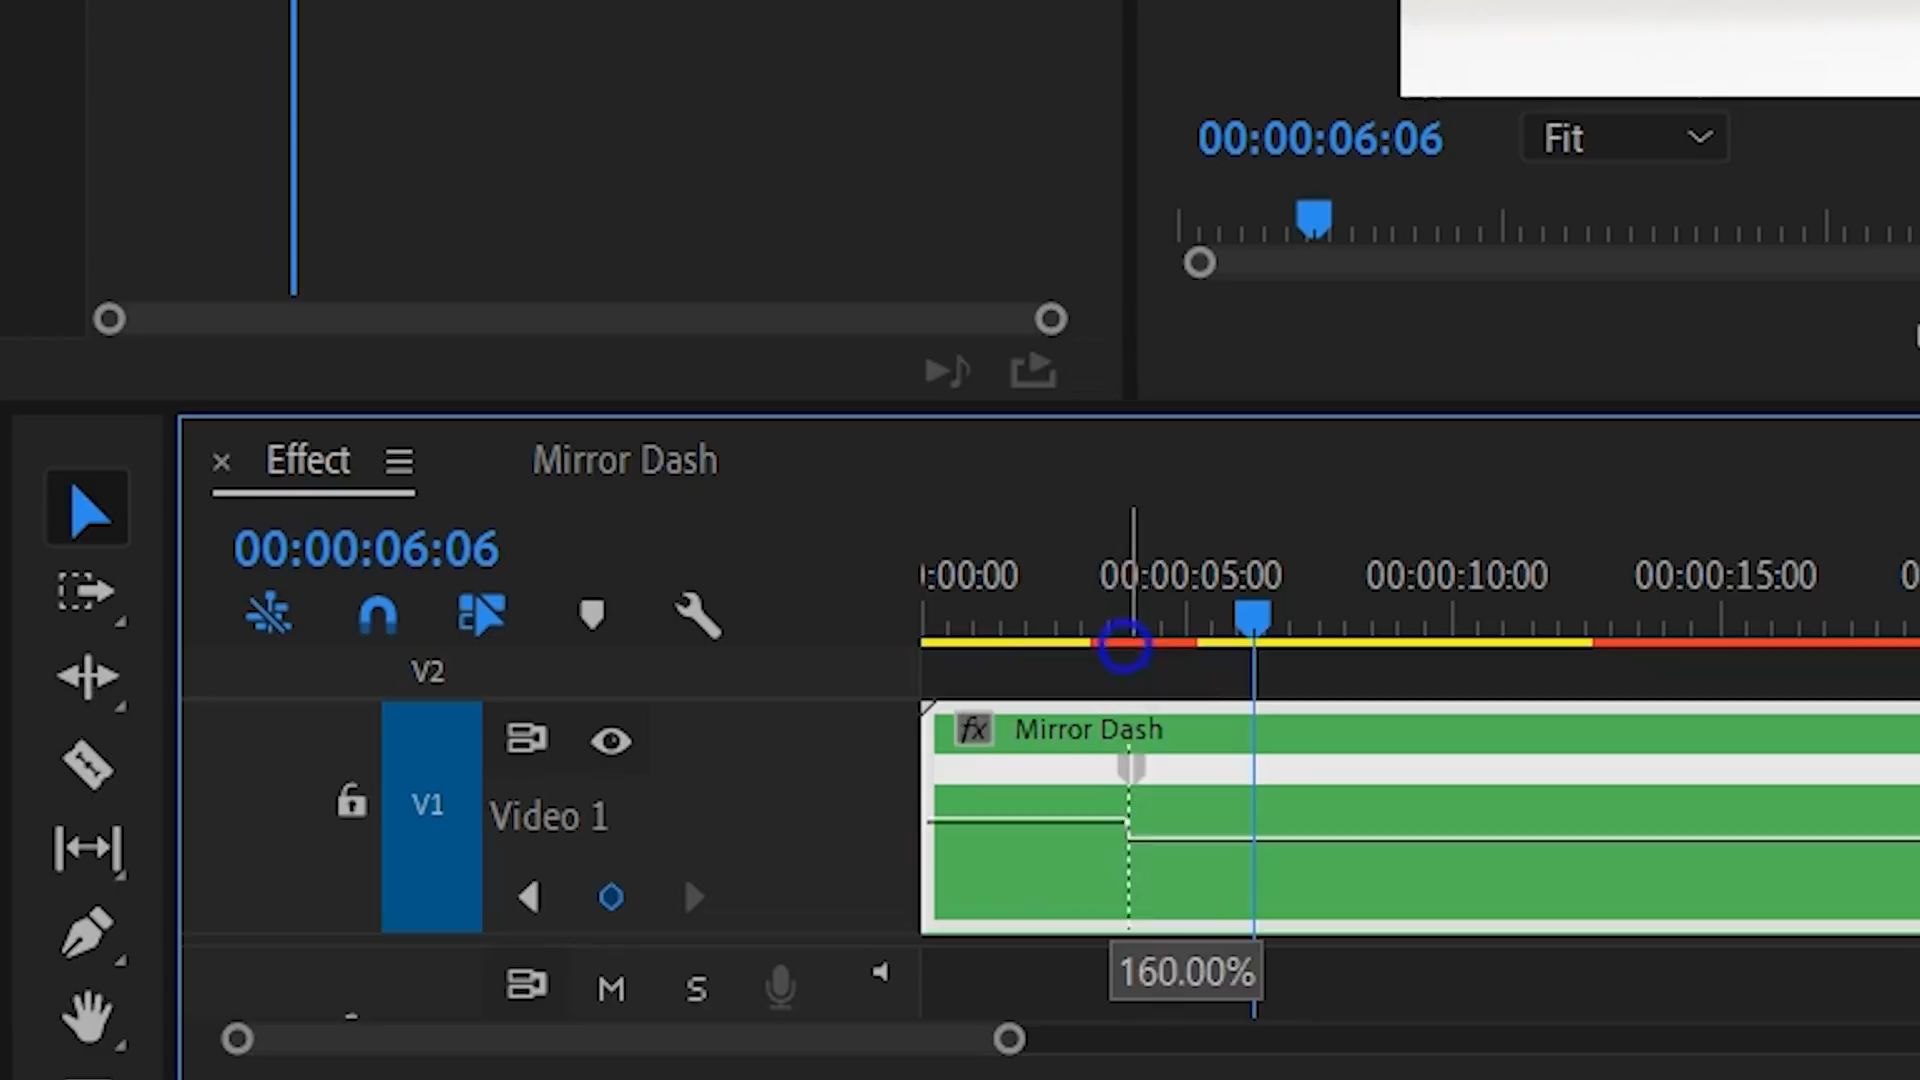 00:00:06:06
Fit
Effect
Mirror Dash
00:00:06:06
:00:00
00:00:05:00
00:00:10:00
00:00:15:00
V2
fx
Mirror Dash
V1
Video 1
160.00%
M
S